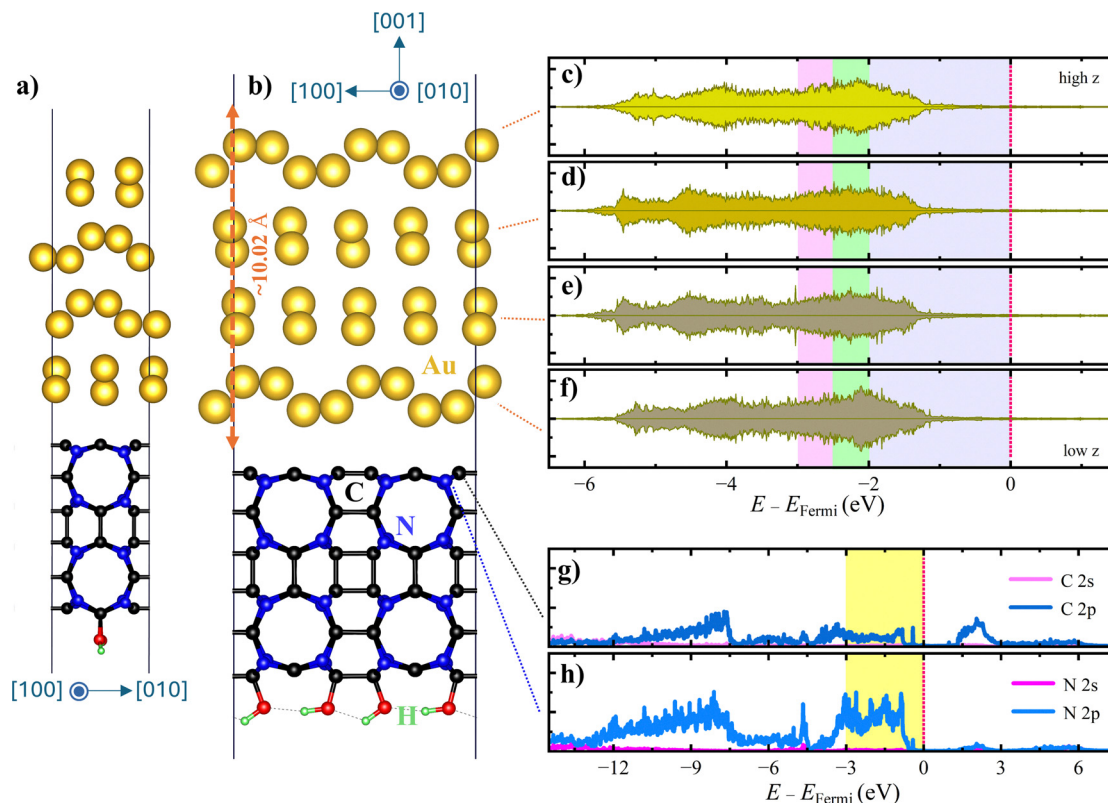 [001]
a)
b)
[100]
[010]
~10.02 Å
Au
C
N
H
[100]
[010]
c)
high z
d)
e)
f)
low z
−6
−4
−2
0
E − EFermi (eV)
g)
C 2s
C 2p
h)
N 2s
N 2p
−12
−9
−6
−3
0
3
6
E − EFermi (eV)